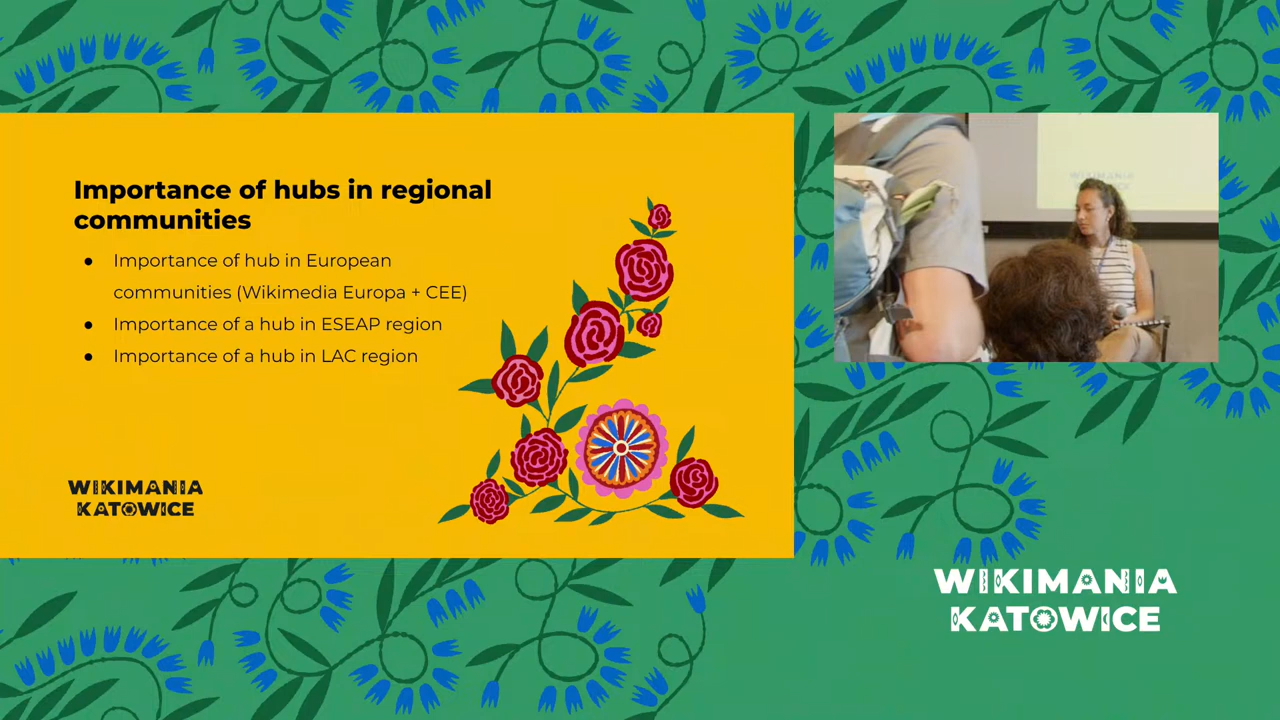 Importance of hubs in regional
communities
● Importance of hub in European
communities (Wikimedia Europa + CEE)
● Importance of a hub in ESEAP region
● Importance of a hub in LAC region
WIKIMANIA
KATOWICE
WIKIMANIA
KATOWICE